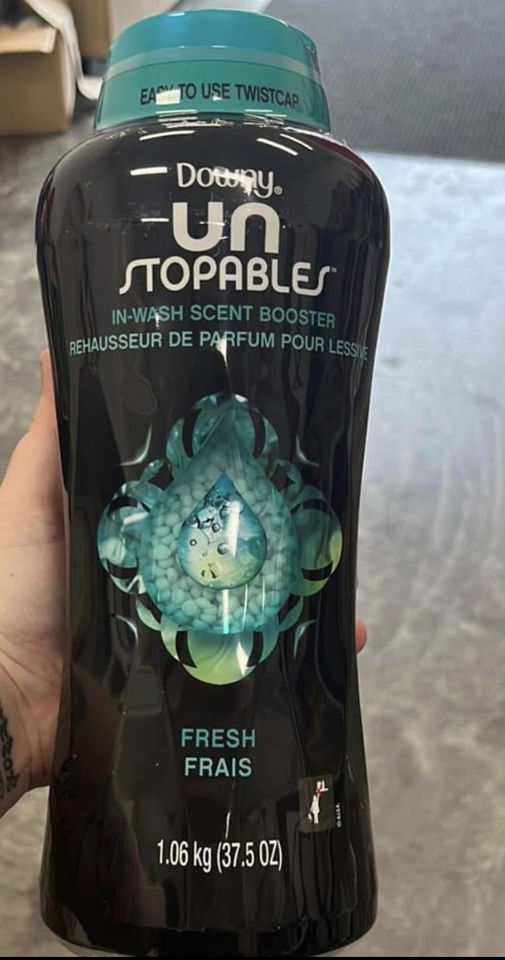 EASY TO USE TWISTCAP
Downy®
UN
STOPABLES™
IN-WASH SCENT BOOSTER
REHAUSSEUR DE PARFUM POUR LESSIVE
FRESH
FRAIS
1.06 kg (37.5 OZ)